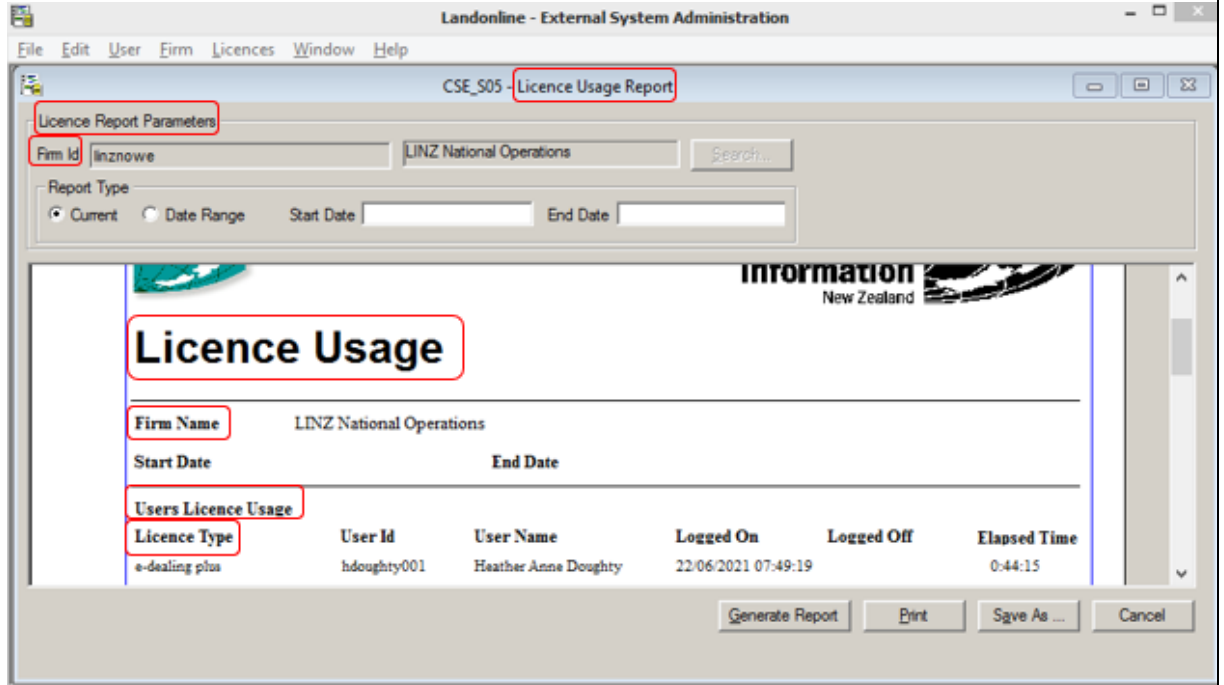 Landonline - External System Administration
File Edit User Firm Licences Window Help
CSE_S05 - Licence Usage Report
Licence Report Parameters
Firm Id linznowe LINZ National Operations Search...
Report Type
Current Date Range Start Date End Date
Information
New Zealand
Licence Usage
Firm Name LINZ National Operations
Start Date End Date
Users Licence Usage
Licence Type User Id User Name Logged On Logged Off Elapsed Time
e-dealing plus hdoughty001 Heather Anne Doughty 22/06/2021 07:49:19 0:44:15
Generate Report Print Save As ... Cancel